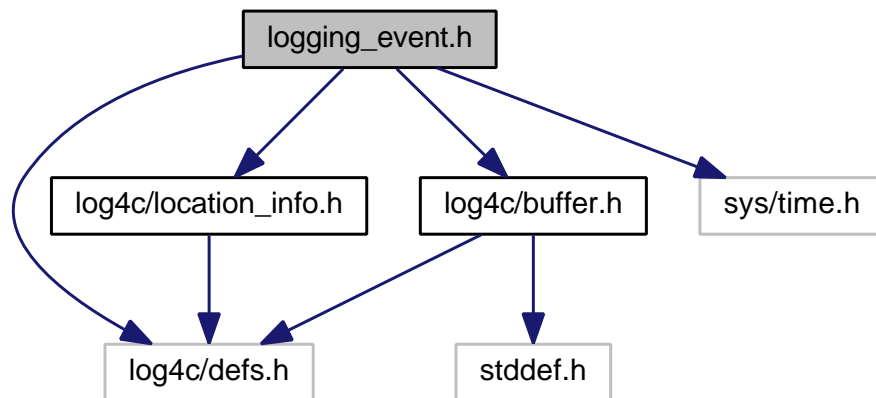 logging_event.h
log4c/location_info.h
log4c/buffer.h
sys/time.h
log4c/defs.h
stddef.h